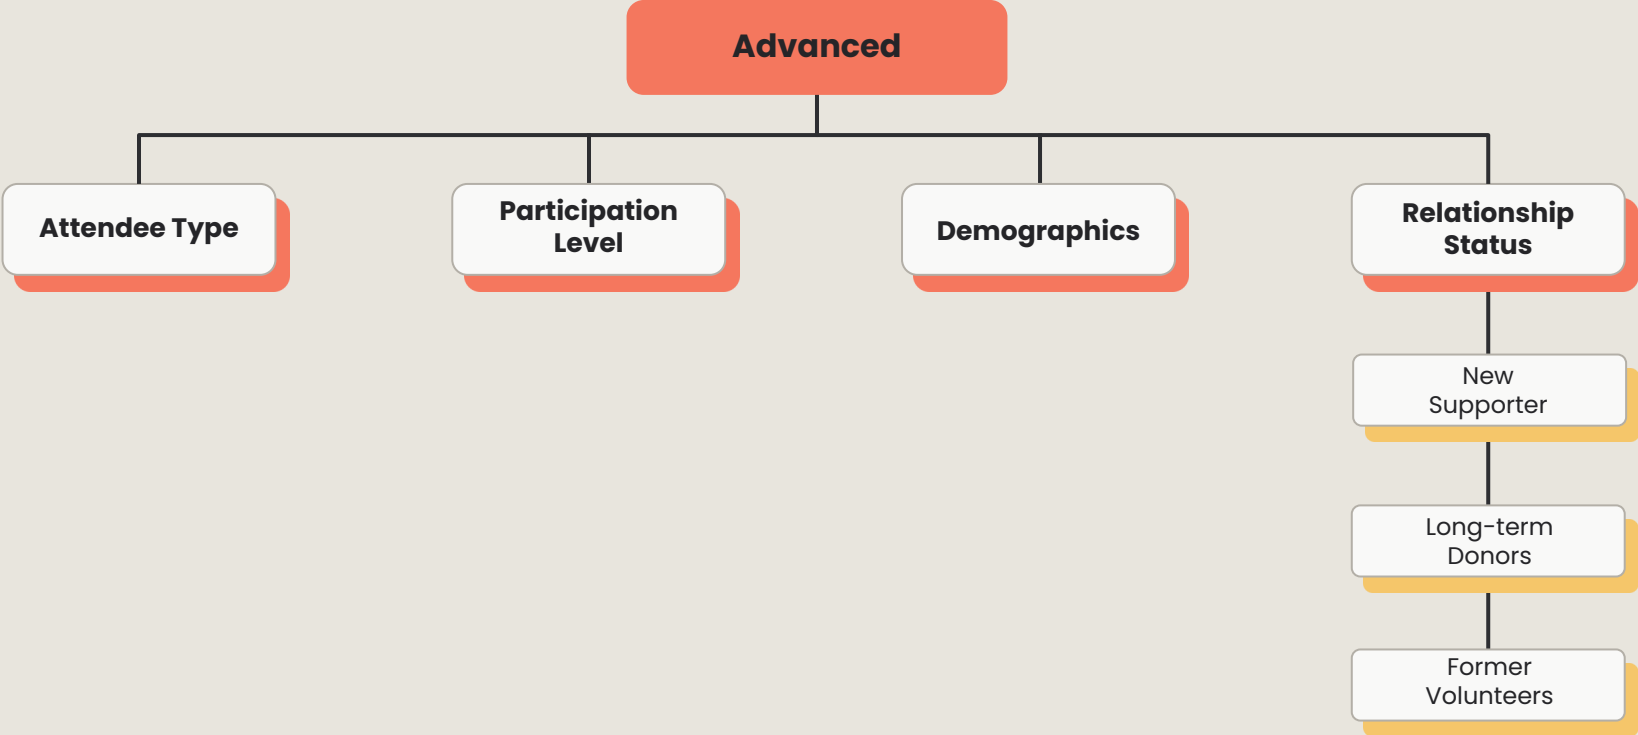 Advanced
Attendee Type
Participation
Level
Demographics
Relationship
Status
New
Supporter
Long-term
Donors
Former
Volunteers